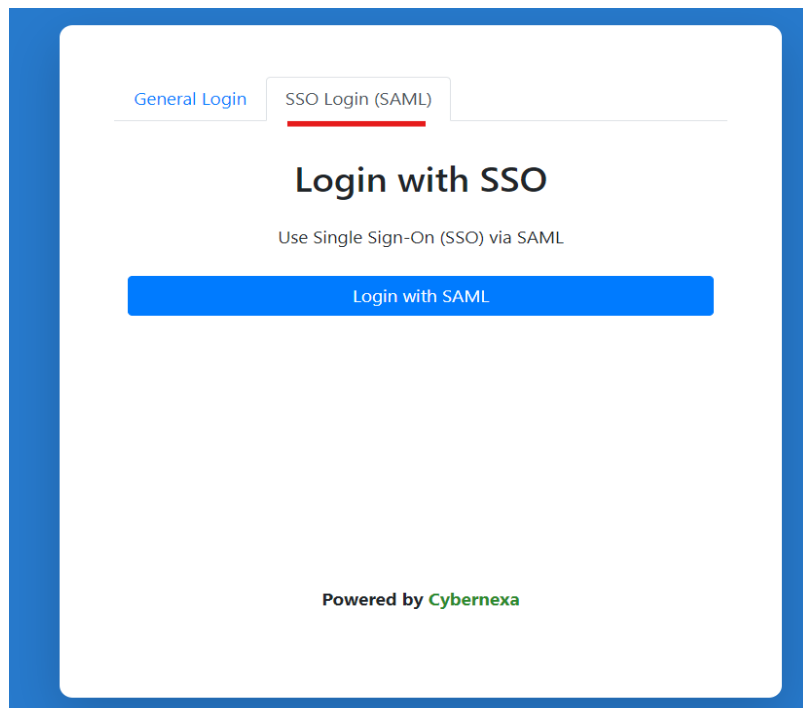 General Login SSO Login (SAML)
Login with SSO
Use Single Sign-On (SSO) via SAML
Login with SAML
Powered by Cybernexa